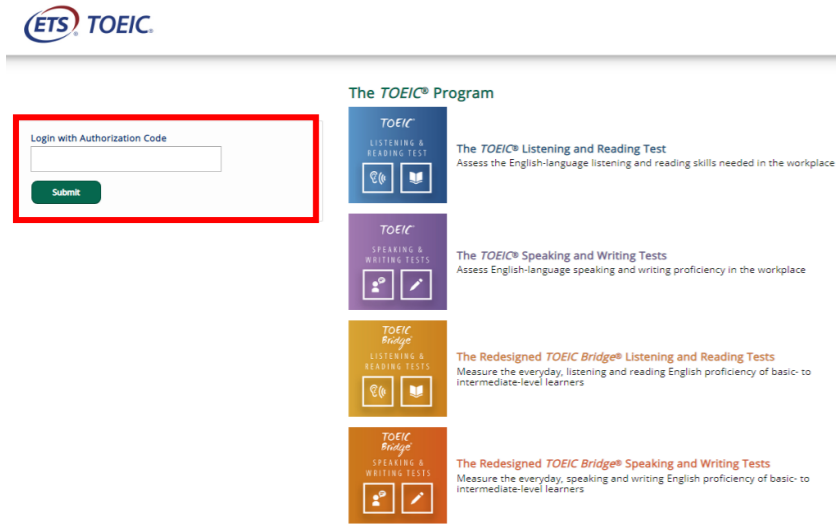 ETS® TOEIC®
Login with Authorization Code
Submit
The TOEIC® Program
TOEIC
LISTENING &
READING TEST
The TOEIC® Listening and Reading Test
Assess the English-language listening and reading skills needed in the workplace
TOEIC
SPEAKING &
WRITING TESTS
The TOEIC® Speaking and Writing Tests
Assess English-language speaking and writing proficiency in the workplace
TOEIC
Bridge
LISTENING &
READING TESTS
The Redesigned TOEIC Bridge® Listening and Reading Tests
Measure the everyday, listening and reading English proficiency of basic- to
intermediate-level learners
TOEIC
Bridge
SPEAKING &
WRITING TESTS
The Redesigned TOEIC Bridge® Speaking and Writing Tests
Measure the everyday, speaking and writing English proficiency of basic- to
intermediate-level learners